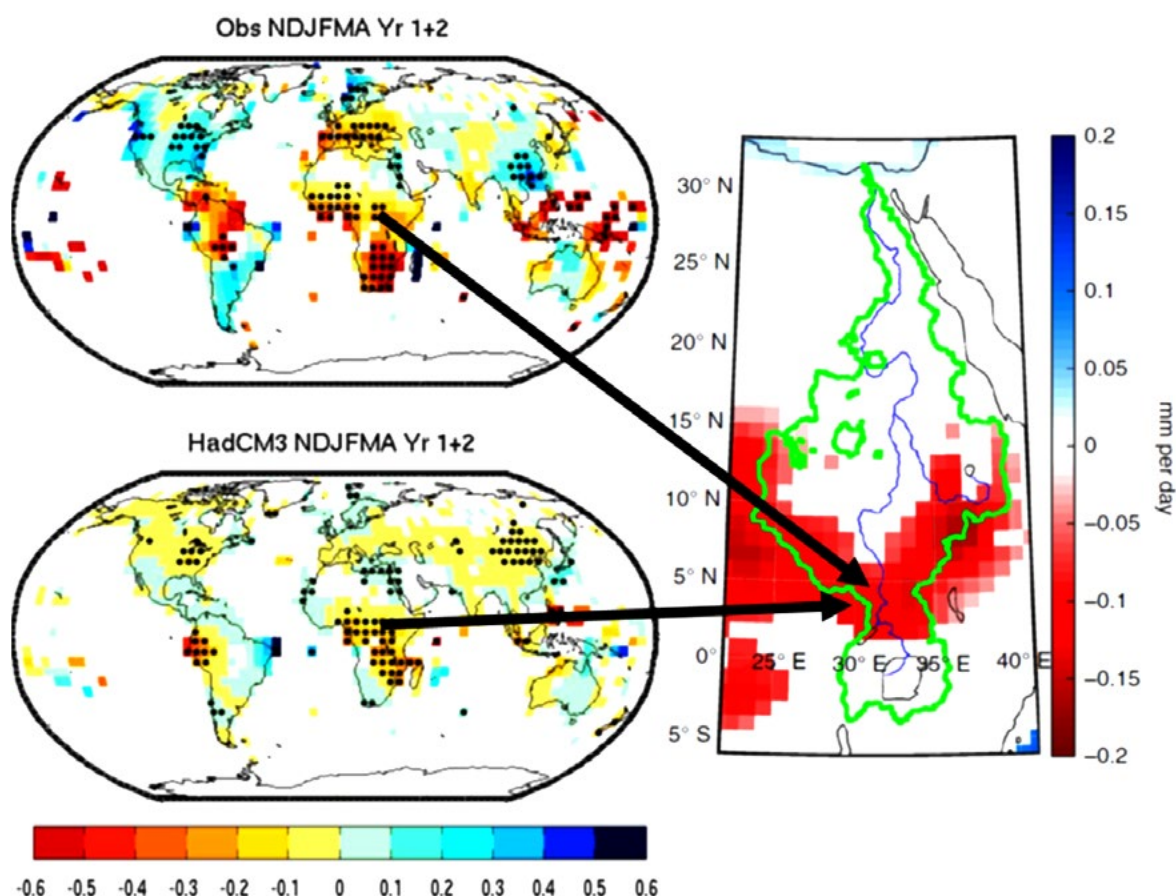 Obs NDJFMA Yr 1+2
HadCM3 NDJFMA Yr 1+2
-0.6 -0.5 -0.4 -0.3 -0.2 -0.1 0 0.1 0.2 0.3 0.4 0.5 0.6
30° N
25° N
20° N
15° N
10° N
5° N
0°
5° S
25° E 30° E 35° E 40° E
0.2
0.15
0.1
0.05
0
−0.05
−0.1
−0.15
−0.2
mm per day